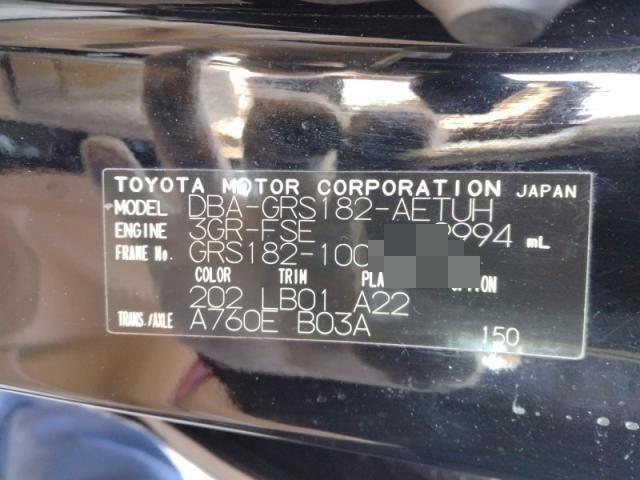 TOYOTA MOTOR CORPORATION JAPAN
MODEL DBA-GRS182-AETUH
ENGINE 3GR-FSE 2994 mL
FRAME No. GRS182-100
COLOR TRIM
202 LB01 A22
TRANS./AXLE A760E B03A
150